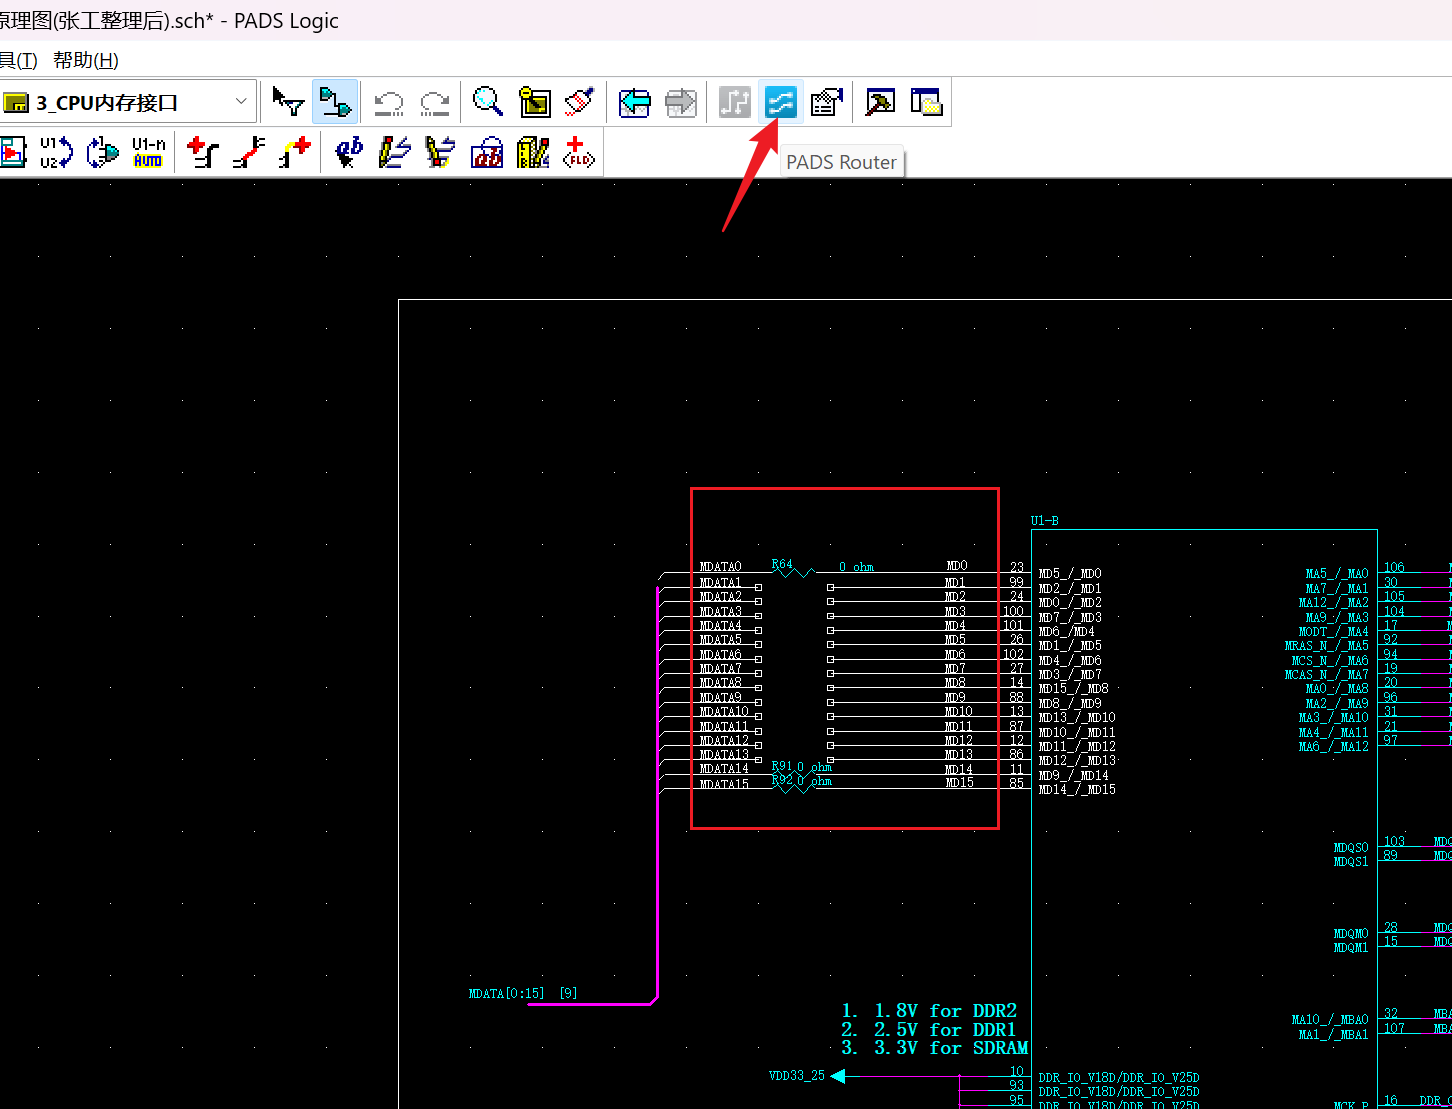 原理图(张工整理后).sch* - PADS Logic
具(T) 帮助(H)
3_CPU内存接口
U1 U2
U1-n AUTO
ab
ab
FLD
PADS Router
U1-B
MDATA0 R64 0 ohm MD0 23 MD5_/_MD0 MA5_/_MA0 106
MDATA1 MD1 99 MD2_/_MD1 MA7_/_MA1 30
MDATA2 MD2 24 MD0_/_MD2 MA12_/_MA2 105
MDATA3 MD3 100 MD7_/_MD3 MA9_/_MA3 104
MDATA4 MD4 101 MD6_/MD4 MODT_/_MA4 17
MDATA5 MD5 26 MD1_/_MD5 MRAS_N_/_MA5 92
MDATA6 MD6 102 MD4_/_MD6 MCS_N_/_MA6 94
MDATA7 MD7 27 MD3_/_MD7 MCAS_N_/_MA7 19
MDATA8 MD8 14 MD15_/_MD8 MA0_/_MA8 20
MDATA9 MD9 88 MD8_/_MD9 MA2_/_MA9 96
MDATA10 MD10 13 MD13_/_MD10 MA3_/_MA10 31
MDATA11 MD11 87 MD10_/_MD11 MA4_/_MA11 21
MDATA12 MD12 12 MD11_/_MD12 MA6_/_MA12 97
MDATA13 MD13 86 MD12_/_MD13
MDATA14 R91 0 ohm MD14 11 MD9_/_MD14
MDATA15 R92 0 ohm MD15 85 MD14_/_MD15
MDQS0 103 MDQ
MDQS1 89 MDQ
MDQM0 28 MDQ
MDQM1 15 MDQ
MDATA[0:15] [9]
1. 1.8V for DDR2
2. 2.5V for DDR1
3. 3.3V for SDRAM
MA10_/_MBA0 32 MBA
MA1_/_MBA1 107 MBA
VDD33_25 10 DDR_IO_V18D/DDR_IO_V25D
93 DDR_IO_V18D/DDR_IO_V25D
95 DDR_IO_V18D/DDR_IO_V25D MCK_P 16 DDR_